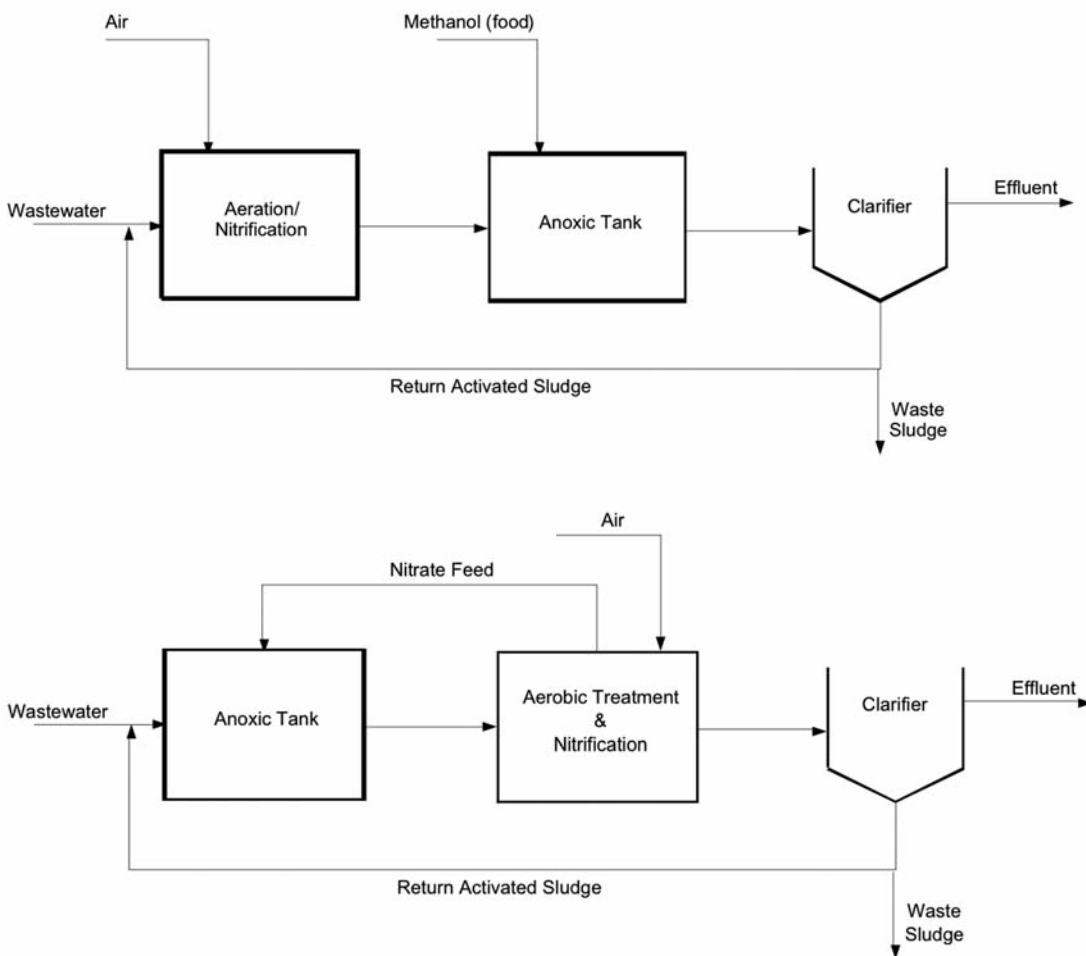 Air
Methanol (food)
Wastewater
Aeration/
Nitrification
Anoxic Tank
Clarifier
Effluent
Return Activated Sludge
Waste
Sludge
Air
Nitrate Feed
Wastewater
Anoxic Tank
Aerobic Treatment
&
Nitrification
Clarifier
Effluent
Return Activated Sludge
Waste
Sludge